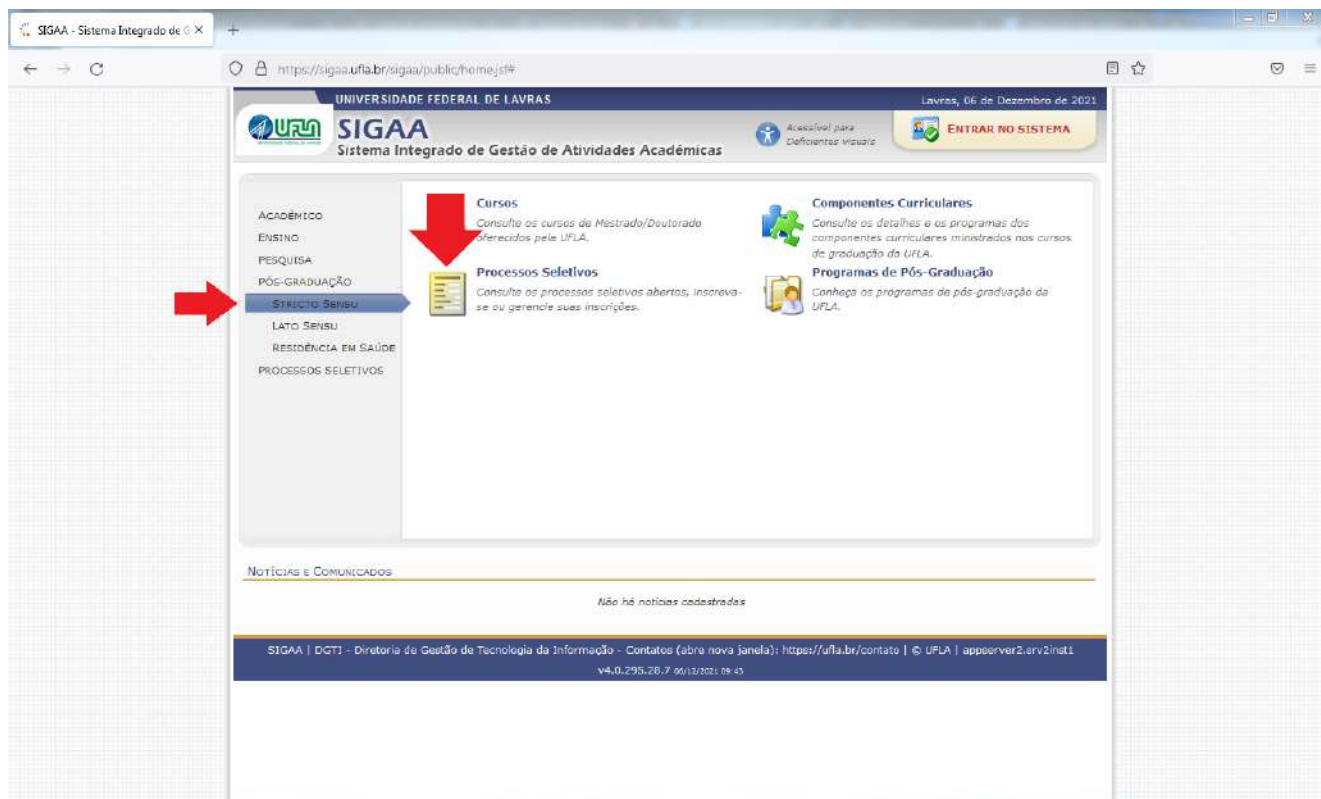 SIGAA - Sistema Integrado de G
https://sigaa.ufla.br/sigaa/public/home.jsf#
UNIVERSIDADE FEDERAL DE LAVRAS
Lavras, 06 de Dezembro de 2021
UFLA
SIGAA
Sistema Integrado de Gestão de Atividades Acadêmicas
Acessível para
Deficientes visuais
ENTRAR NO SISTEMA
ACADÊMICO
ENSINO
PESQUISA
PÓS-GRADUAÇÃO
STRICTO SENSU
LATO SENSU
RESIDÊNCIA EM SAÚDE
PROCESSOS SELETIVOS
Cursos
Consulte os cursos de Mestrado/Doutorado
oferecidos pela UFLA.
Processos Seletivos
Consulte os processos seletivos abertos, inscreva-
se ou gerencie suas inscrições.
Componentes Curriculares
Consulte os detalhes e os programas dos
componentes curriculares ministrados nos cursos
de graduação da UFLA.
Programas de Pós-Graduação
Conheça os programas de pós-graduação da
UFLA.
NOTÍCIAS E COMUNICADOS
Não há notícias cadastradas
SIGAA | DGTI - Diretoria de Gestão de Tecnologia da Informação - Contatos (abre nova janela): https://ufla.br/contato | © UFLA | appserver2.srv2inst1
v4.0.295.28.7 06/12/2021 09:43